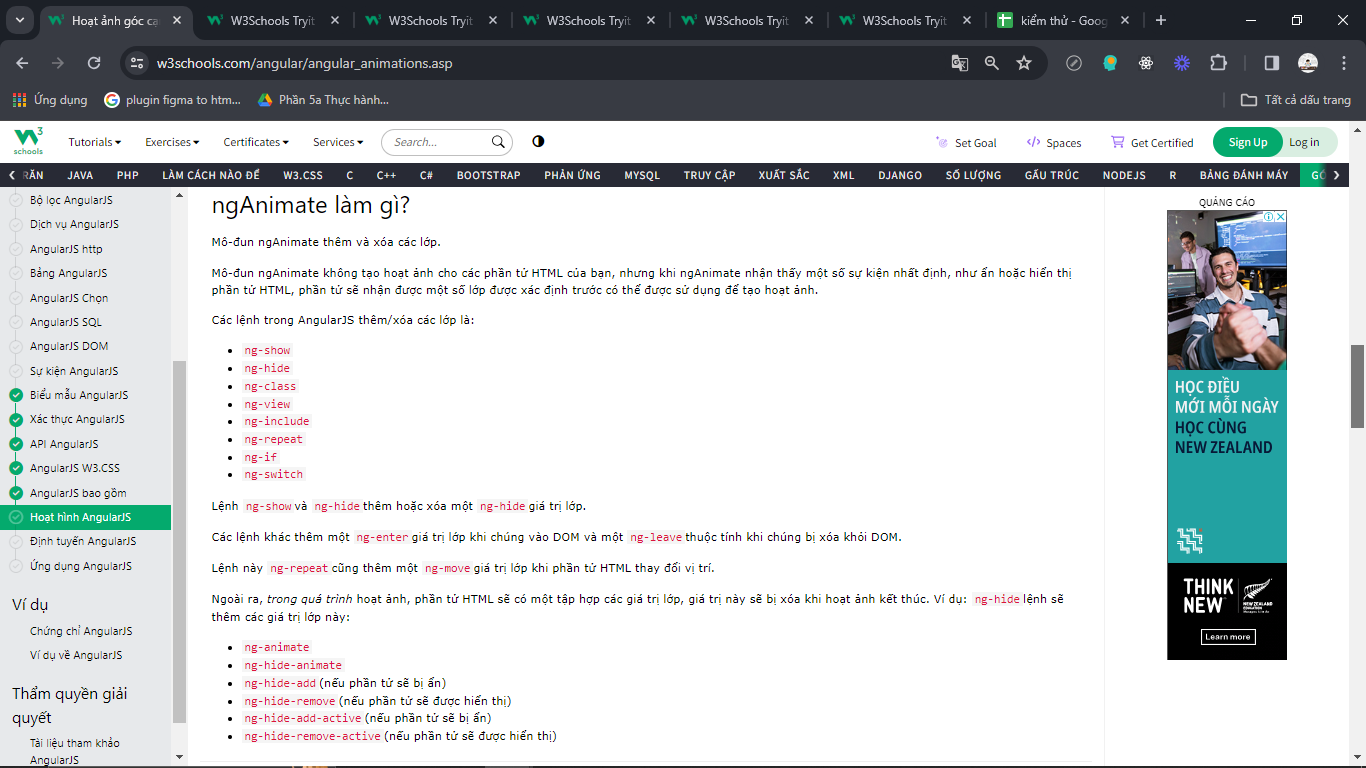 Hoạt ảnh góc cạ
W3Schools Tryit
W3Schools Tryit
W3Schools Tryit
W3Schools Tryit
W3Schools Tryit
kiểm thử - Goog
w3schools.com/angular/angular_animations.asp
Ứng dụng
plugin figma to htm...
Phần 5a Thực hành...
Tất cả dấu trang
W3 schools
Tutorials
Exercises
Certificates
Services
Search...
Set Goal
Spaces
Get Certified
Sign Up
Log in
RĂN JAVA PHP LÀM CÁCH NÀO ĐỂ W3.CSS C C++ C# BOOTSTRAP PHẢN ỨNG MYSQL TRUY CẬP XUẤT SẮC XML DJANGO SỐ LƯỢNG GẤU TRÚC NODEJS R BẢNG ĐÁNH MÁY GÓ
Bộ lọc AngularJS
Dịch vụ AngularJS
AngularJS http
Bảng AngularJS
AngularJS Chọn
AngularJS SQL
AngularJS DOM
Sự kiện AngularJS
Biểu mẫu AngularJS
Xác thực AngularJS
API AngularJS
AngularJS W3.CSS
AngularJS bao gồm
Hoạt hình AngularJS
Định tuyến AngularJS
Ứng dụng AngularJS
Ví dụ
Chứng chỉ AngularJS
Ví dụ về AngularJS
Thẩm quyền giải
quyết
Tài liệu tham khảo
AngularJS
ngAnimate làm gì?
Mô-đun ngAnimate thêm và xóa các lớp.
Mô-đun ngAnimate không tạo hoạt ảnh cho các phần tử HTML của bạn, nhưng khi ngAnimate nhận thấy một số sự kiện nhất định, như ẩn hoặc hiển thị
phần tử HTML, phần tử sẽ nhận được một số lớp được xác định trước có thể được sử dụng để tạo hoạt ảnh.
Các lệnh trong AngularJS thêm/xóa các lớp là:
ng-show
ng-hide
ng-class
ng-view
ng-include
ng-repeat
ng-if
ng-switch
Lệnh ng-show và ng-hide thêm hoặc xóa một ng-hide giá trị lớp.
Các lệnh khác thêm một ng-enter giá trị lớp khi chúng vào DOM và một ng-leave thuộc tính khi chúng bị xóa khỏi DOM.
Lệnh này ng-repeat cũng thêm một ng-move giá trị lớp khi phần tử HTML thay đổi vị trí.
Ngoài ra, trong quá trình hoạt ảnh, phần tử HTML sẽ có một tập hợp các giá trị lớp, giá trị này sẽ bị xóa khi hoạt ảnh kết thúc. Ví dụ: ng-hide lệnh sẽ
thêm các giá trị lớp này:
ng-animate
ng-hide-animate
ng-hide-add (nếu phần tử sẽ bị ẩn)
ng-hide-remove (nếu phần tử sẽ được hiển thị)
ng-hide-add-active (nếu phần tử sẽ bị ẩn)
ng-hide-remove-active (nếu phần tử sẽ được hiển thị)
QUẢNG CÁO
HỌC ĐIỀU
MỚI MỖI NGÀY
HỌC CÙNG
NEW ZEALAND
THINK
NEW
NEW ZEALAND
EDUCATION
Learn more